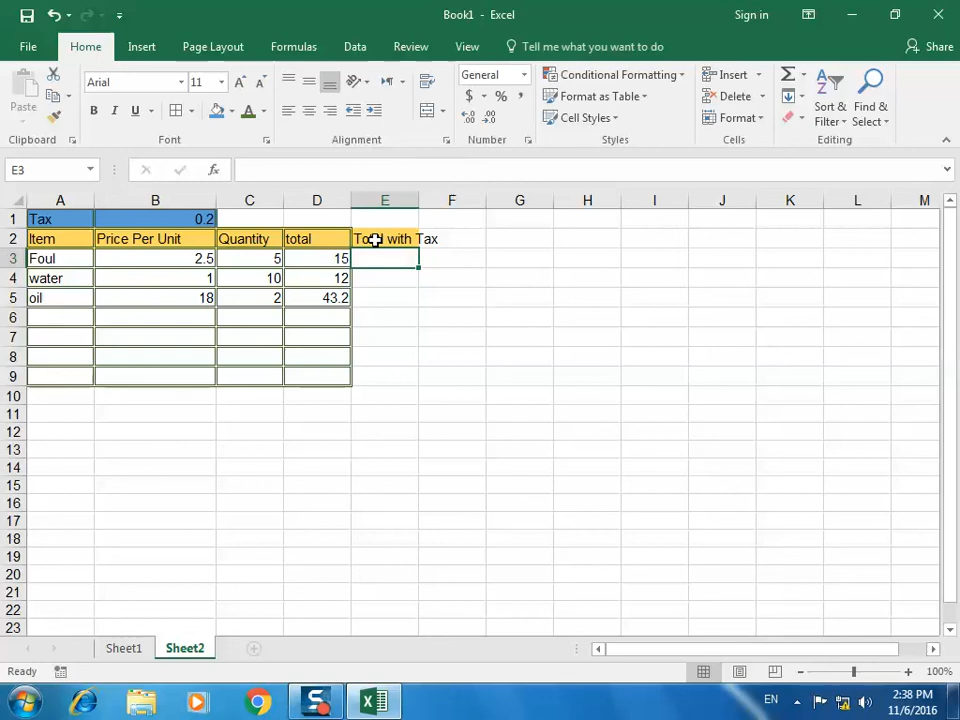 Book1 - Excel
Sign in
File
Home
Insert
Page Layout
Formulas
Data
Review
View
Tell me what you want to do
Share
Paste
Arial
11
A
A
B
I
U
A
General
$
%
,
Conditional Formatting
Format as Table
Cell Styles
Insert
Delete
Format
Sort &
Filter
Find &
Select
Clipboard
Font
Alignment
Number
Styles
Cells
Editing
E3
fx
A B C D E F G H I J K L M
1 Tax 0.2
2 Item Price Per Unit Quantity total Total with Tax
3 Foul 2.5 5 15
4 water 1 10 12
5 oil 18 2 43.2
6
7
8
9
10
11
12
13
14
15
16
17
18
19
20
21
22
23
Sheet1
Sheet2
Ready
100%
EN
2:38 PM
11/6/2016